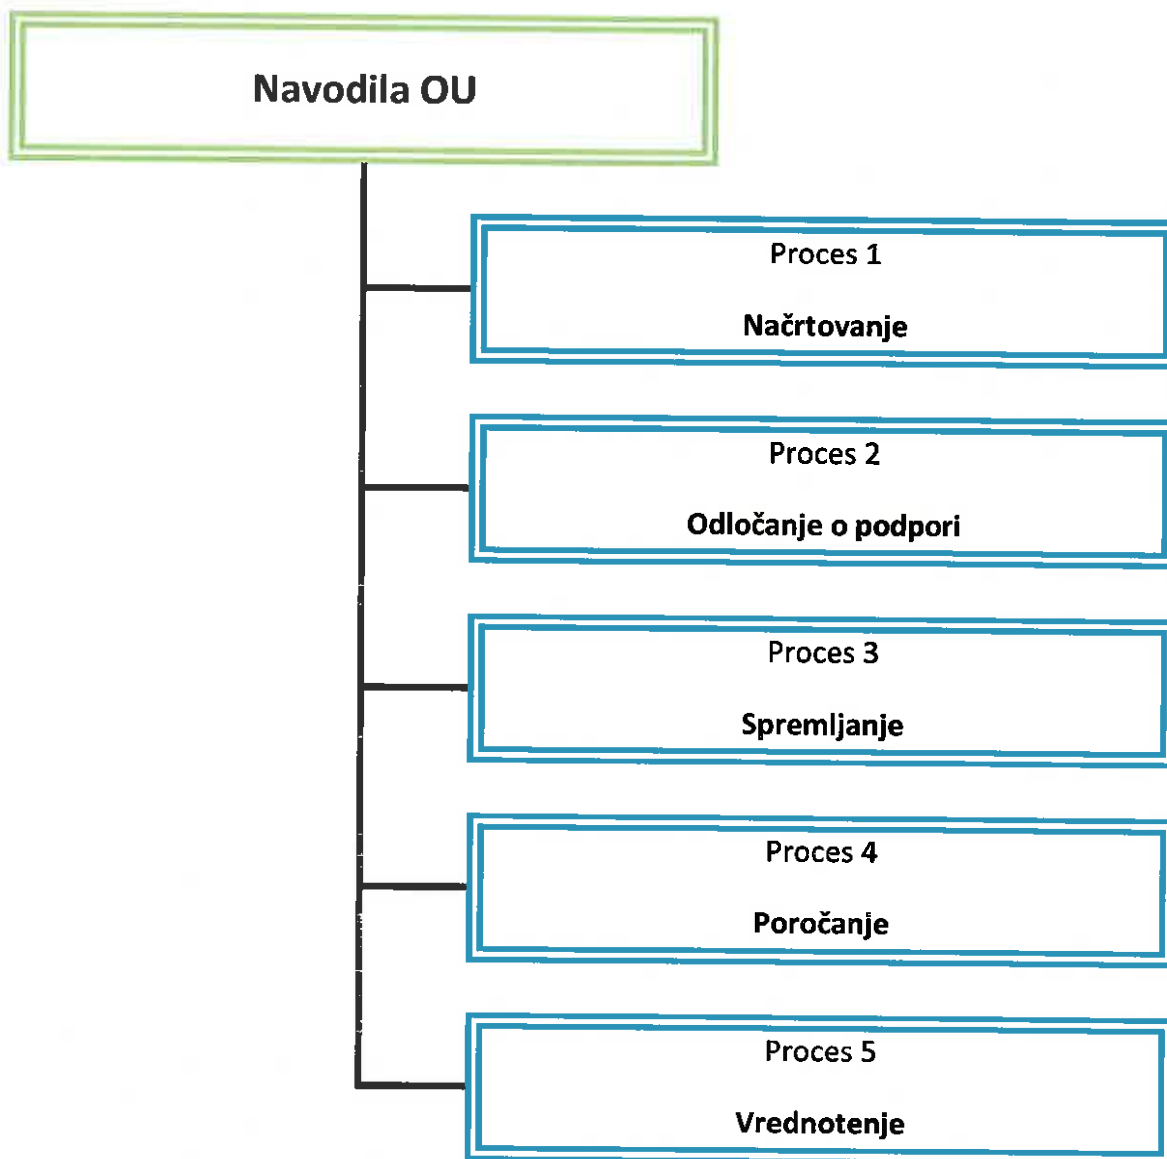 Navodila OU
Proces 1
Načrtovanje
Proces 2
Odločanje o podpori
Proces 3
Spremljanje
Proces 4
Poročanje
Proces 5
Vrednotenje